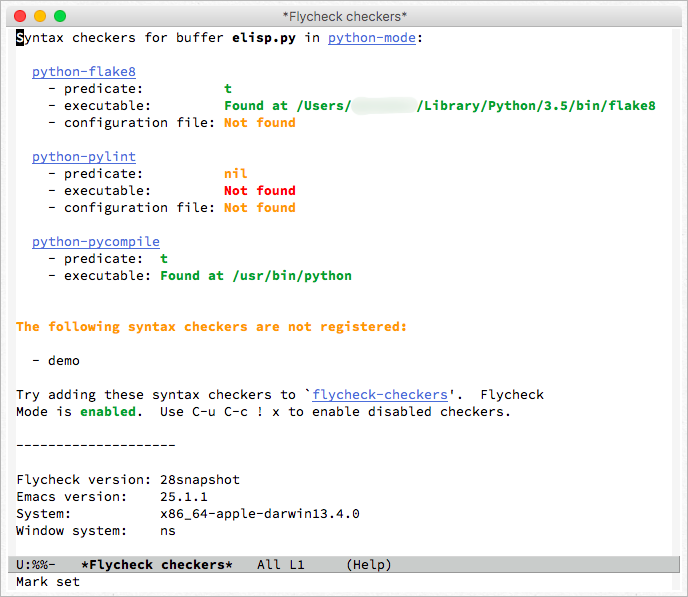 *Flycheck checkers*
Syntax checkers for buffer elisp.py in python-mode:
python-flake8
- predicate: t
- executable: Found at /Users/ /Library/Python/3.5/bin/flake8
- configuration file: Not found
python-pylint
- predicate: nil
- executable: Not found
- configuration file: Not found
python-pycompile
- predicate: t
- executable: Found at /usr/bin/python
The following syntax checkers are not registered:
- demo
Try adding these syntax checkers to `flycheck-checkers'. Flycheck
Mode is enabled. Use C-u C-c ! x to enable disabled checkers.
--------------------
Flycheck version: 28snapshot
Emacs version: 25.1.1
System: x86_64-apple-darwin13.4.0
Window system: ns
U:%%- *Flycheck checkers* All L1 (Help)
Mark set